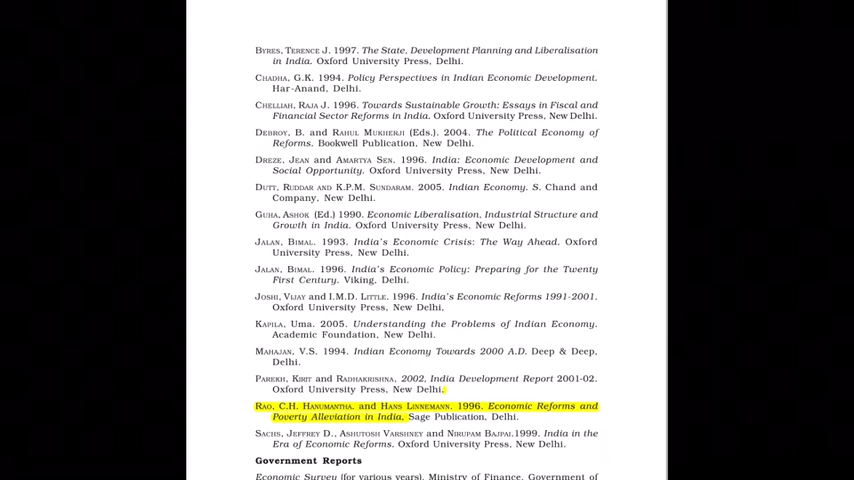 BYRES, TERENCE J. 1997. The State, Development Planning and Liberalisation
in India. Oxford University Press, Delhi.
CHADHA, G.K. 1994. Policy Perspectives in Indian Economic Development.
Har-Anand, Delhi.
CHELLIAH, RAJA J. 1996. Towards Sustainable Growth: Essays in Fiscal and
Financial Sector Reforms in India. Oxford University Press, New Delhi.
DEBROY, B. and RAHUL MUKHERJI (Eds.). 2004. The Political Economy of
Reforms. Bookwell Publication, New Delhi.
DREZE, JEAN and AMARTYA SEN. 1996. India: Economic Development and
Social Opportunity. Oxford University Press, New Delhi.
DUTT, RUDDAR AND K.P.M. SUNDARAM. 2005. Indian Economy. S. Chand and
Company, New Delhi.
GUHA, ASHOK (Ed.) 1990. Economic Liberalisation, Industrial Structure and
Growth in India. Oxford University Press, New Delhi.
JALAN, BIMAL. 1993. India's Economic Crisis: The Way Ahead. Oxford
University Press, New Delhi.
JALAN, BIMAL. 1996. India's Economic Policy: Preparing for the Twenty
First Century. Viking, Delhi.
JOSHI, VIJAY and I.M.D. LITTLE. 1996. India's Economic Reforms 1991-2001.
Oxford University Press, New Delhi.
KAPILA, Uma. 2005. Understanding the Problems of Indian Economy.
Academic Foundation, New Delhi.
MAHAJAN, V.S. 1994. Indian Economy Towards 2000 A.D. Deep & Deep,
Delhi.
PAREKH, KIRIT and RADHAKRISHNA, 2002, India Development Report 2001-02.
Oxford University Press, New Delhi.
RAO, C.H. HANUMANTHA. and HANS LINNEMANN. 1996. Economic Reforms and
Poverty Alleviation in India, Sage Publication, Delhi.
SACHS, JEFFREY D., ASHUTOSH VARSHNEY and NIRUPAM BAJPAI.1999. India in the
Era of Economic Reforms. Oxford University Press, New Delhi.
Government Reports
Economic Survey (for various years). Ministry of Finance, Government of